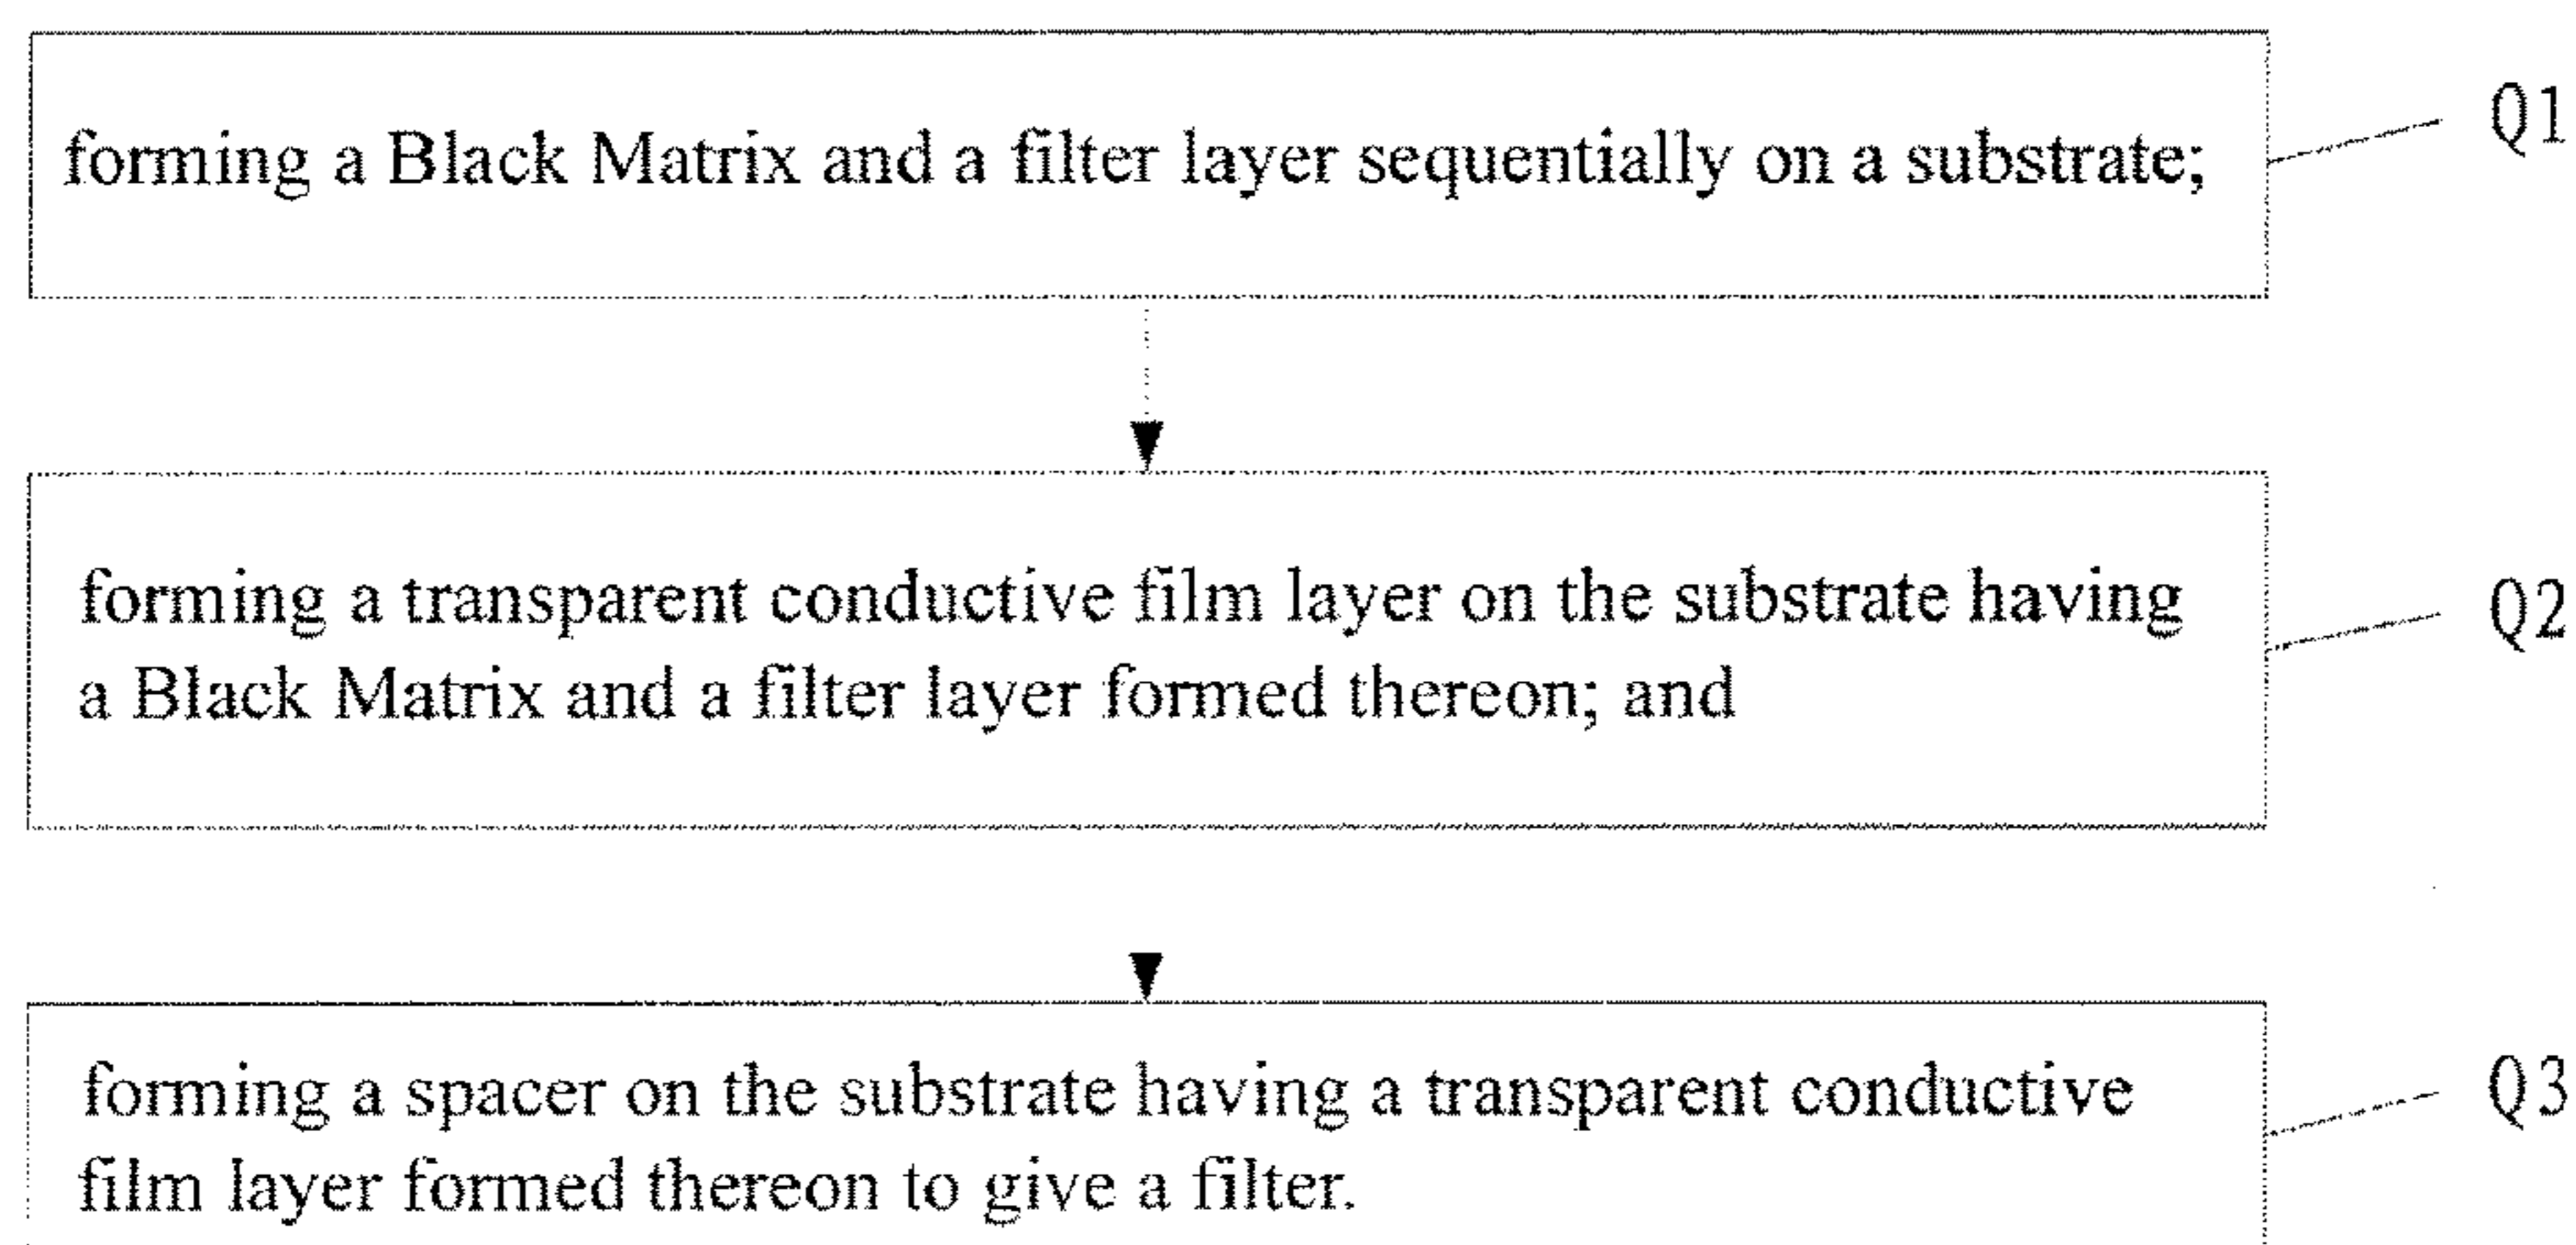 forming a Black Matrix and a filter layer sequentially on a substrate;
Q1
forming a transparent conductive film layer on the substrate having
a Black Matrix and a filter layer formed thereon; and
Q2
forming a spacer on the substrate having a transparent conductive
film layer formed thereon to give a filter.
Q3